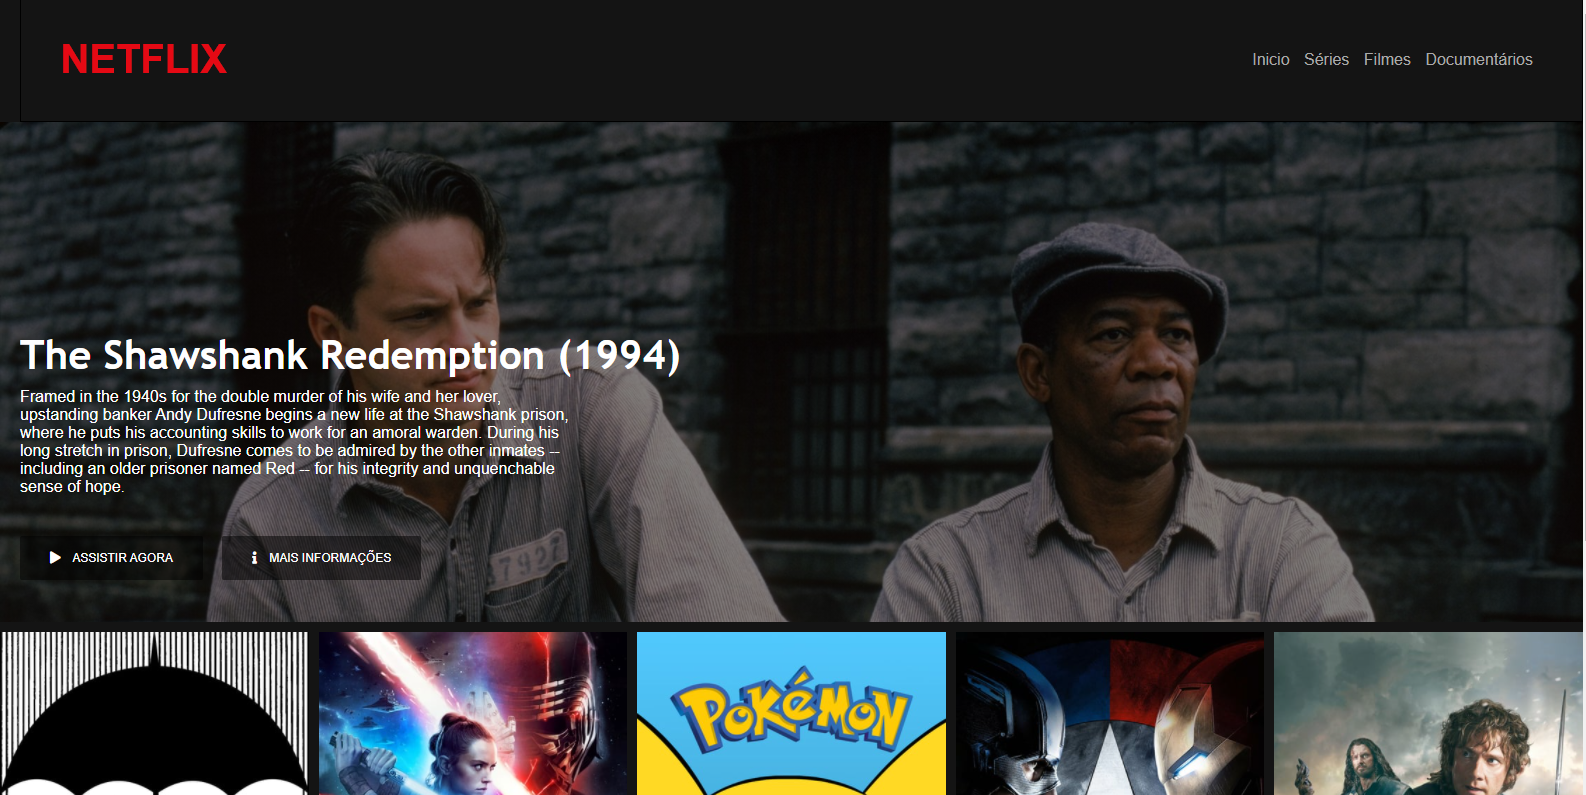 NETFLIX
Inicio Séries Filmes Documentários
The Shawshank Redemption (1994)
Framed in the 1940s for the double murder of his wife and her lover,
upstanding banker Andy Dufresne begins a new life at the Shawshank prison,
where he puts his accounting skills to work for an amoral warden. During his
long stretch in prison, Dufresne comes to be admired by the other inmates --
including an older prisoner named Red -- for his integrity and unquenchable
sense of hope.
37927
ASSISTIR AGORA
MAIS INFORMAÇÕES
POKÉMON